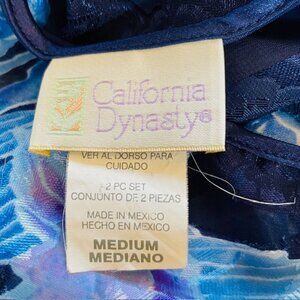 California
Dynasty®
VER AL DORSO PARA
CUIDADO
2 PC SET
CONJUNTO DE 2 PIEZAS
MADE IN MEXICO
HECHO EN MEXICO
MEDIUM
MEDIANO